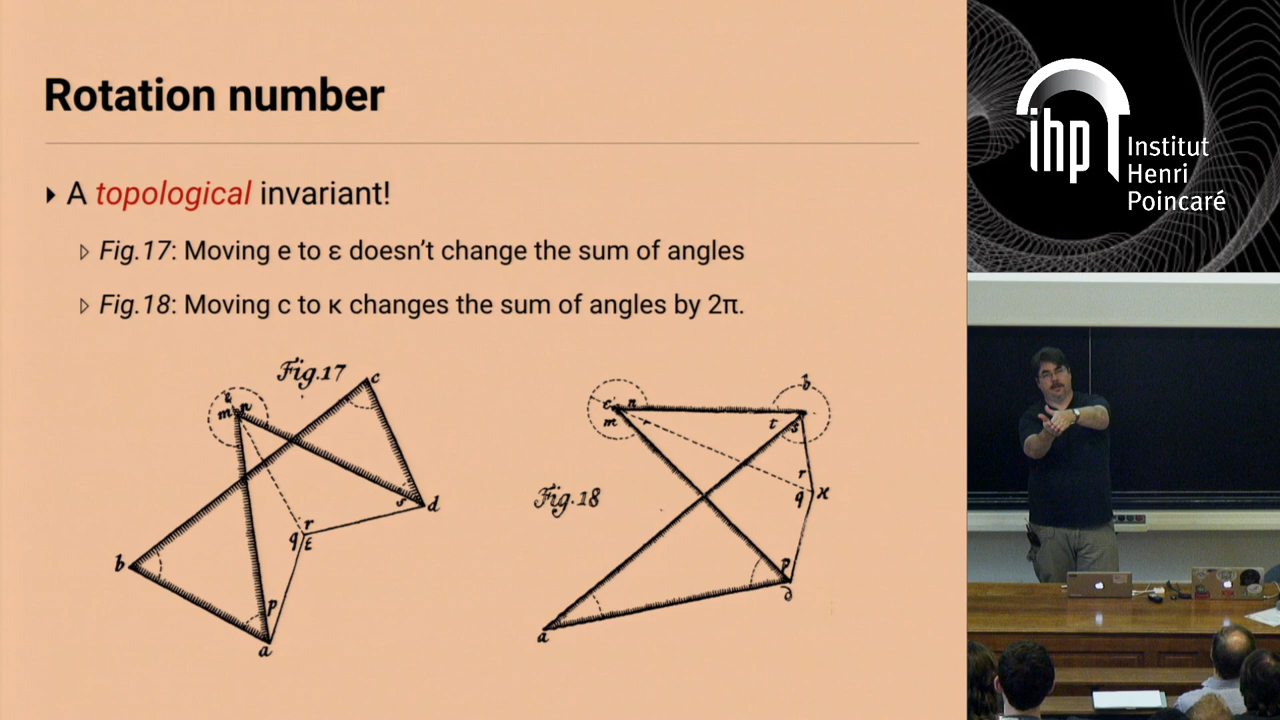 Rotation number
A topological invariant!
Fig.17: Moving e to ε doesn't change the sum of angles
Fig.18: Moving c to κ changes the sum of angles by 2π.
Fig.17
c
m n
s d
r
q ε
b
p
a
b
c n
m r
t s
r
q ϰ
Fig.18
p
a
ihp
Institut
Henri
Poincaré